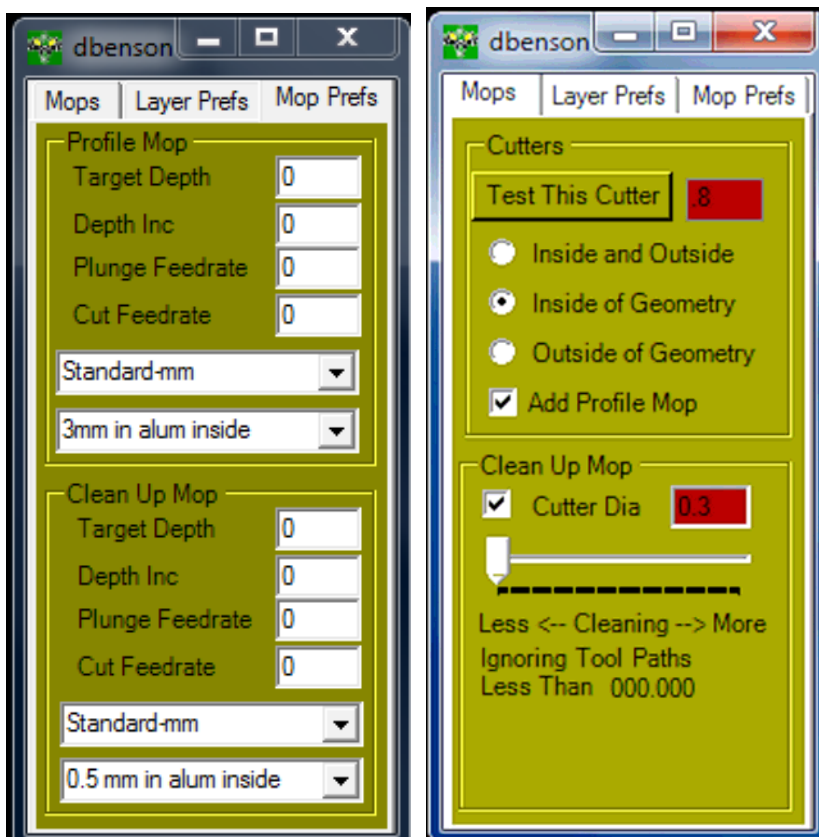 dbenson
Mops Layer Prefs Mop Prefs
Profile Mop
Target Depth 0
Depth Inc 0
Plunge Feedrate 0
Cut Feedrate 0
Standard-mm
3mm in alum inside
Clean Up Mop
Target Depth 0
Depth Inc 0
Plunge Feedrate 0
Cut Feedrate 0
Standard-mm
0.5 mm in alum inside
dbenson
Mops Layer Prefs Mop Prefs
Cutters
Test This Cutter .8
Inside and Outside
Inside of Geometry
Outside of Geometry
Add Profile Mop
Clean Up Mop
Cutter Dia 0.3
Less <-- Cleaning --> More
Ignoring Tool Paths
Less Than 000.000